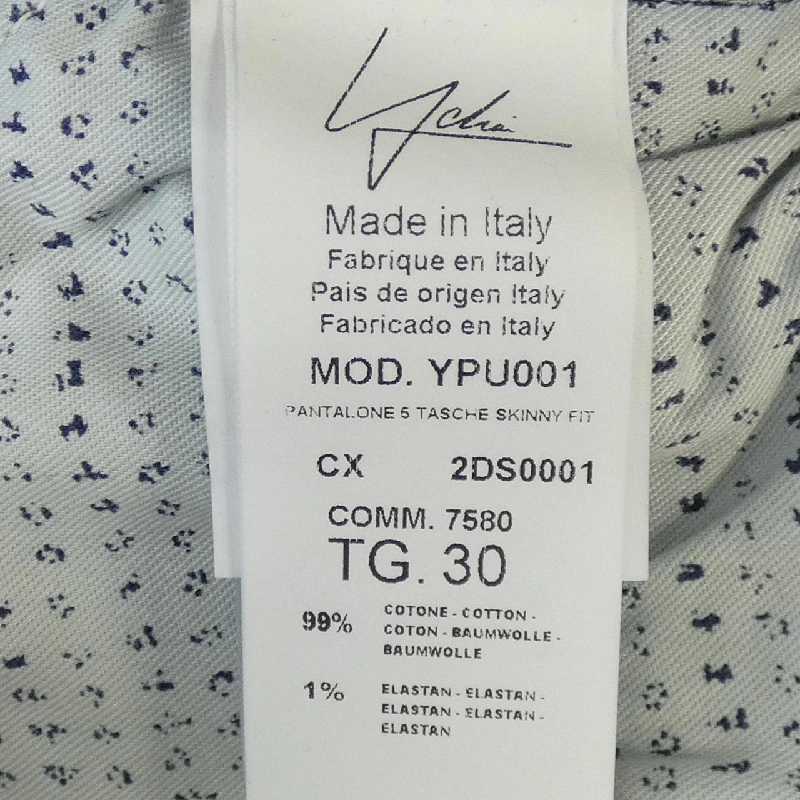 Made in Italy
Fabrique en Italy
Pais de origen Italy
Fabricado en Italy
MOD. YPU001
PANTALONE 5 TASCHE SKINNY FIT
CX 2DS0001
COMM. 7580
TG. 30
99% COTONE - COTTON -
COTON - BAUMWOLLE -
BAUMWOLLE
1% ELASTAN - ELASTAN -
ELASTAN - ELASTAN -
ELASTAN